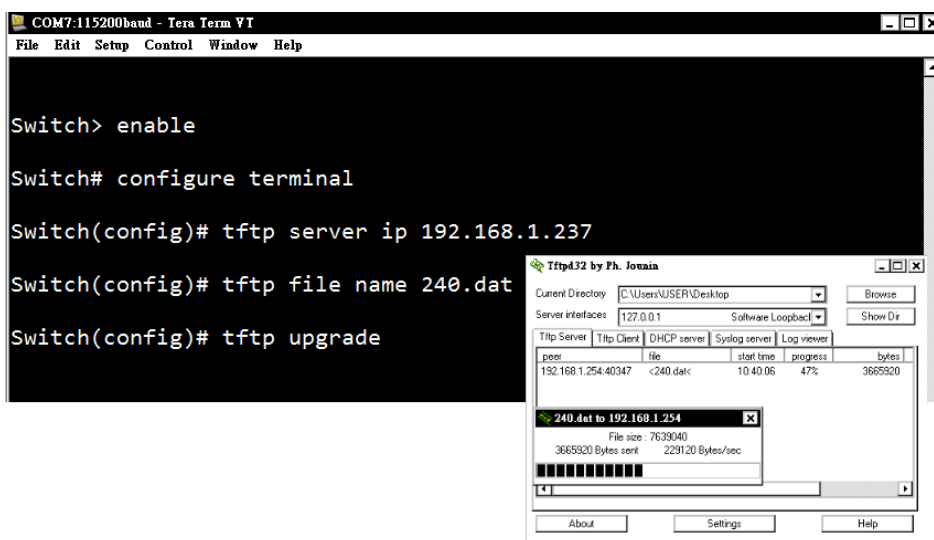 COM7:115200baud - Tera Term VT
File Edit Setup Control Window Help
Switch> enable
Switch# configure terminal
Switch(config)# tftp server ip 192.168.1.237
Switch(config)# tftp file name 240.dat
Switch(config)# tftp upgrade
Tftpd32 by Ph. Jounin
Current Directory C:\Users\USER\Desktop Browse
Server interfaces 127.0.0.1 Software Loopbacl Show Dir
Tftp Server Tftp Client DHCP server Syslog server Log viewer
peer file start time progress bytes
192.168.1.254:40347 <240.dat< 10:40:06 47% 3665920
240.dat to 192.168.1.254
File size : 7639040
3665920 Bytes sent 229120 Bytes/sec
About Settings Help